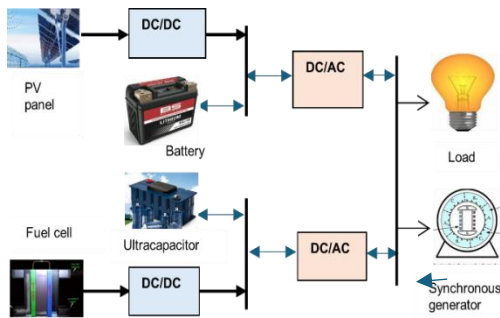 DC/DC
DC/AC
PV
panel
Battery
Load
Ultracapacitor
Fuel cell
DC/AC
DC/DC
Synchronous
generator